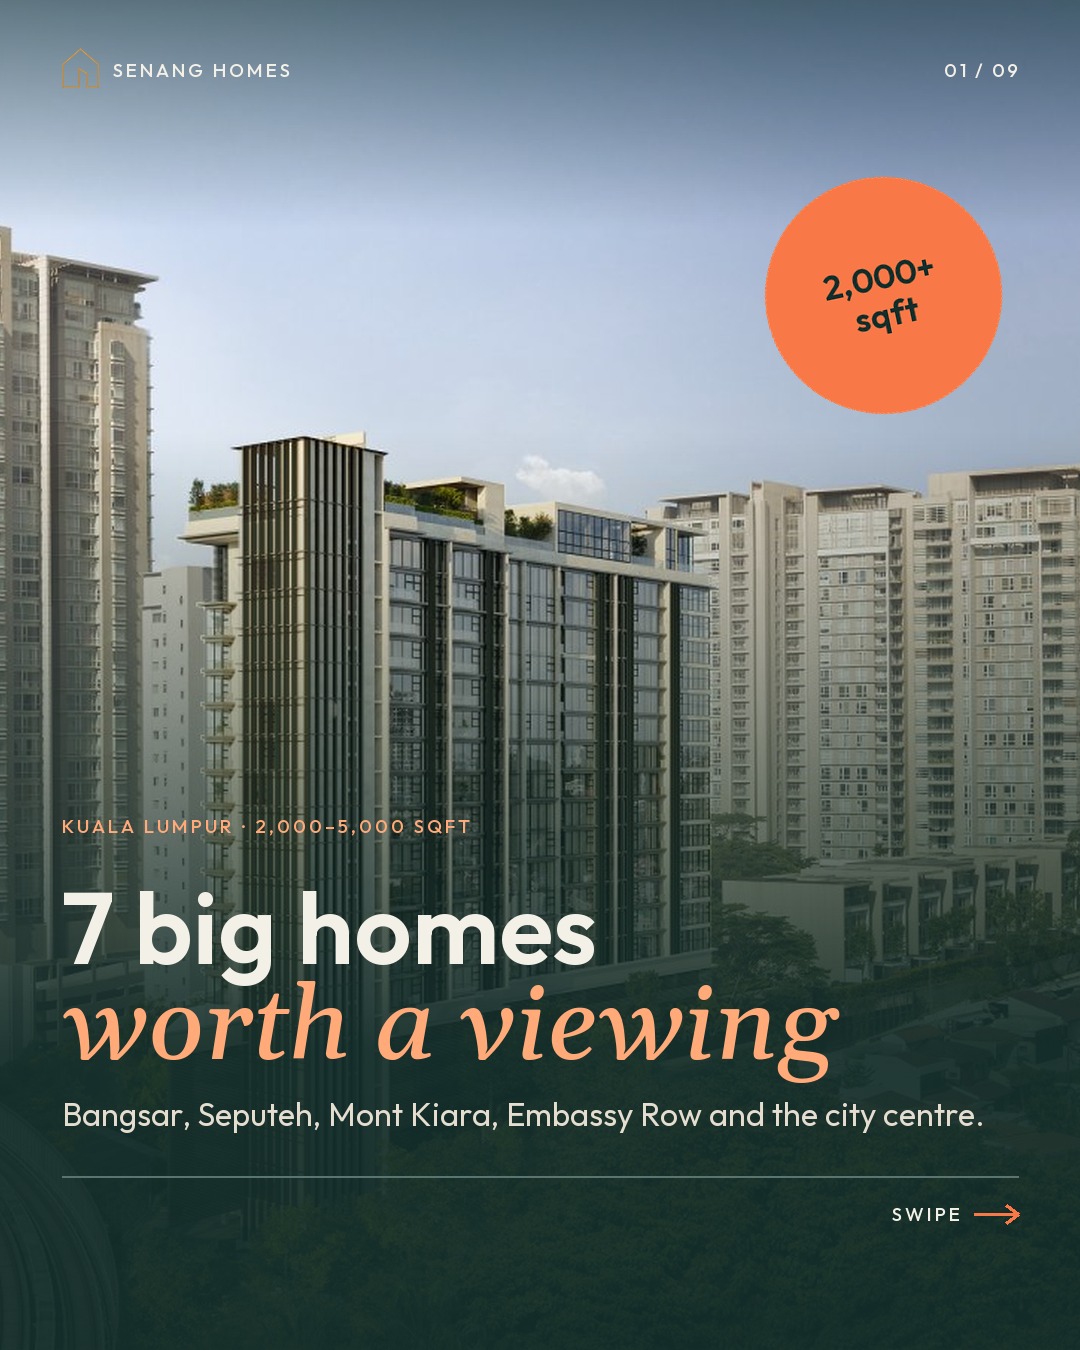 SENANG HOMES
01 / 09
2,000+
sqft
KUALA LUMPUR · 2,000–5,000 SQFT
7 big homes
worth a viewing
Bangsar, Seputeh, Mont Kiara, Embassy Row and the city centre.
SWIPE